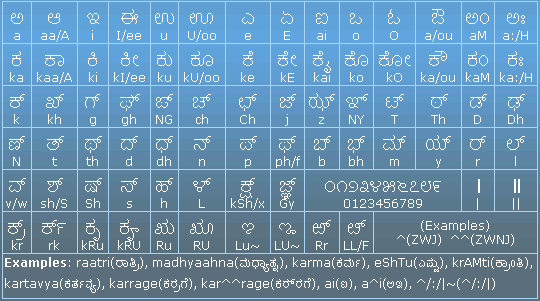 ಅ ಆ ಇ ಈ ಉ ಊ ಎ ಏ ಐ ಒ ಓ ಔ ಅಂ ಅಃ
a aa/A i I/ee u U/oo e E ai o O a/ou aM a:/H
ಕ ಕಾ ಕಿ ಕೀ ಕು ಕೂ ಕೆ ಕೇ ಕೈ ಕೊ ಕೋ ಕೌ ಕಂ ಕಃ
ka kaa/A ki kI/ee ku kU/oo ke kE kai ko kO ka/ou kaM ka:/H
ಕ್ ಖ್ ಗ್ ಘ್ ಙ್ ಚ್ ಛ್ ಜ್ ಝ್ ಞ್ ಟ್ ಠ್ ಡ್ ಢ್
k kh g gh NG ch Ch j z NY T Th D Dh
ಣ್ ತ್ ಥ್ ದ್ ಧ್ ನ್ ಪ್ ಫ್ ಬ್ ಭ್ ಮ್ ಯ್ ರ್ ಲ್
N t th d dh n p ph/f b bh m y r l
ವ್ ಶ್ ಷ್ ಸ್ ಹ್ ಳ್ ಕ್ಷ್ ಜ್ಞ್ ೦೧೨೩೪೫೬೭೮೯ | ||
v/w sh/S Sh s h L kSh/x Gy 0123456789 | ||
ಕ್ರ್ ರ್ಕ್ ಕೃ ಕೄ ಋ ೠ ಌ ೡ ಱ್ ೞ್ (Examples)
kr rk kRu kRU Ru RU Lu~ LU~ Rr LL/F ^(ZWJ) ^^(ZWNJ)
Examples: raatri(ರಾತ್ರಿ), madhyaahna(ಮಧ್ಯಾಹ್ನ), karma(ಕರ್ಮ), eShTu(ಎಷ್ಟು), krAMti(ಕ್ರಾಂತಿ),
kartavya(ಕರ್ತವ್ಯ), karrage(ಕರ್ರಗೆ), kar^^rage(ಕರ್‌ರಗೆ), ai(ಐ), a^i(ಅಇ), ^/:/|~(^/:/|)